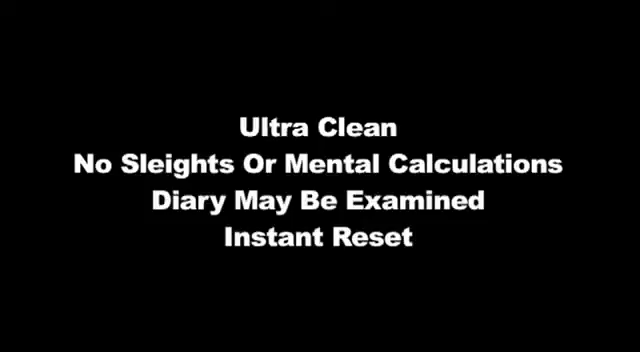 Ultra Clean
No Sleights Or Mental Calculations
Diary May Be Examined
Instant Reset